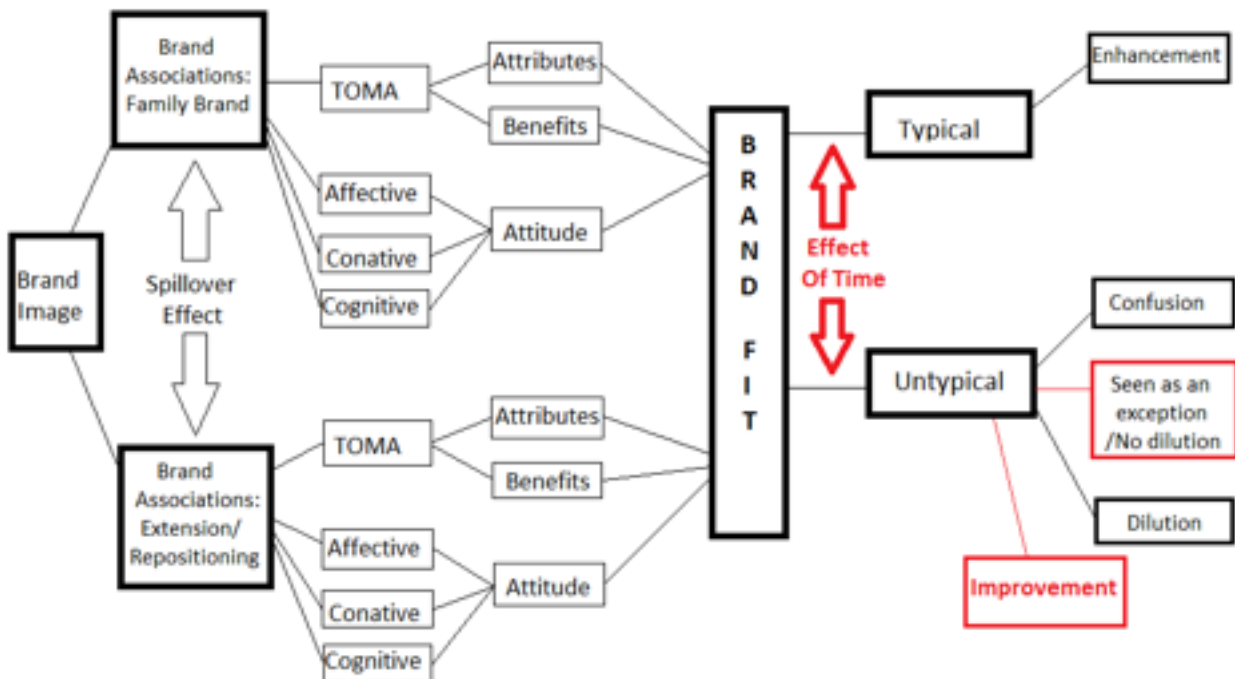 Brand
Image
Brand
Associations:
Family Brand
Spillover
Effect
Brand
Associations:
Extension/
Repositioning
TOMA
Affective
Conative
Cognitive
Attributes
Benefits
Attitude
TOMA
Affective
Conative
Cognitive
Attributes
Benefits
Attitude
B
R
A
N
D
F
I
T
Typical
Effect
Of Time
Untypical
Enhancement
Confusion
Seen as an
exception
/No dilution
Dilution
Improvement